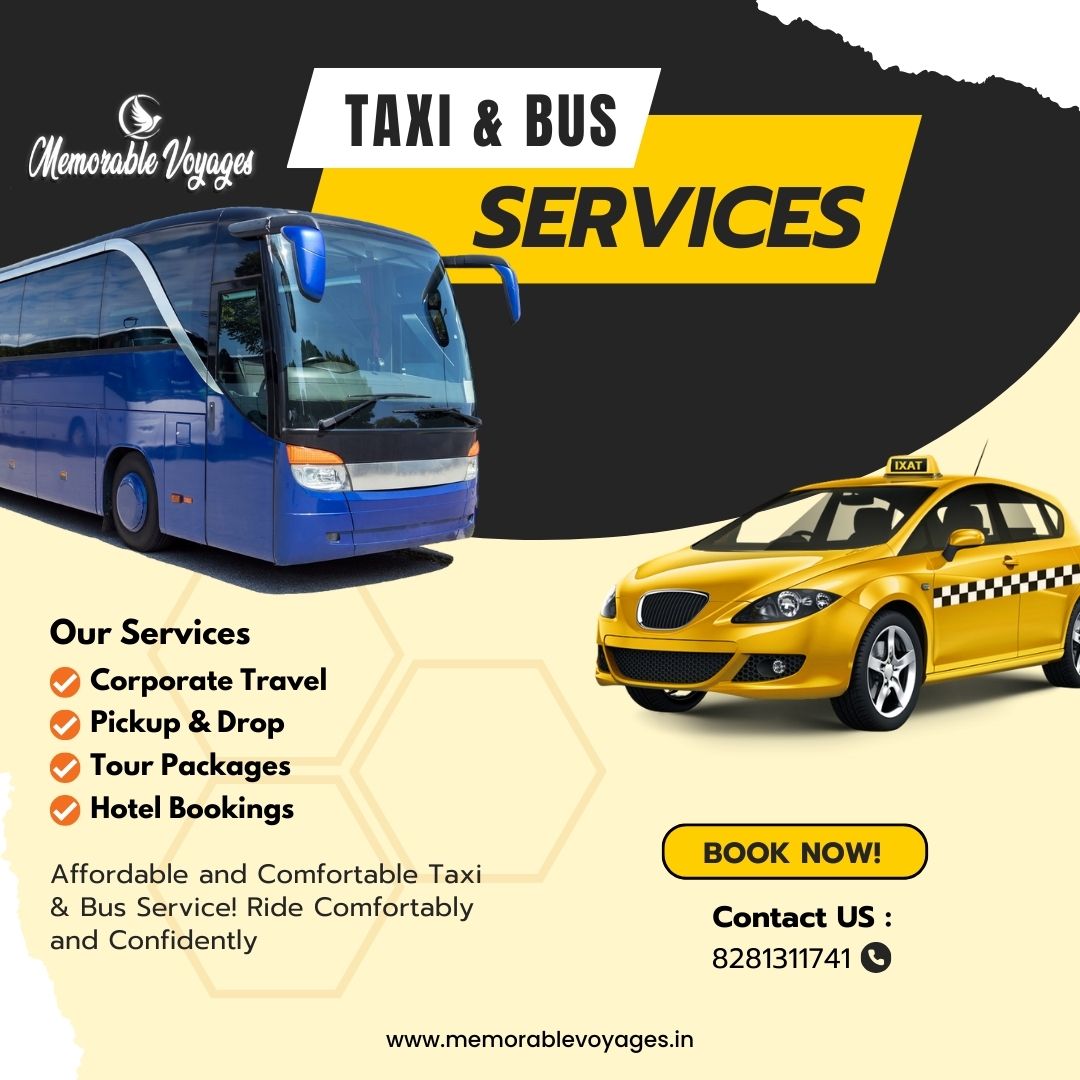 Memorable Voyages
TAXI & BUS
SERVICES
IXAT
Our Services
Corporate Travel
Pickup & Drop
Tour Packages
Hotel Bookings
Affordable and Comfortable Taxi
& Bus Service! Ride Comfortably
and Confidently
BOOK NOW!
Contact US :
8281311741
www.memorablevoyages.in